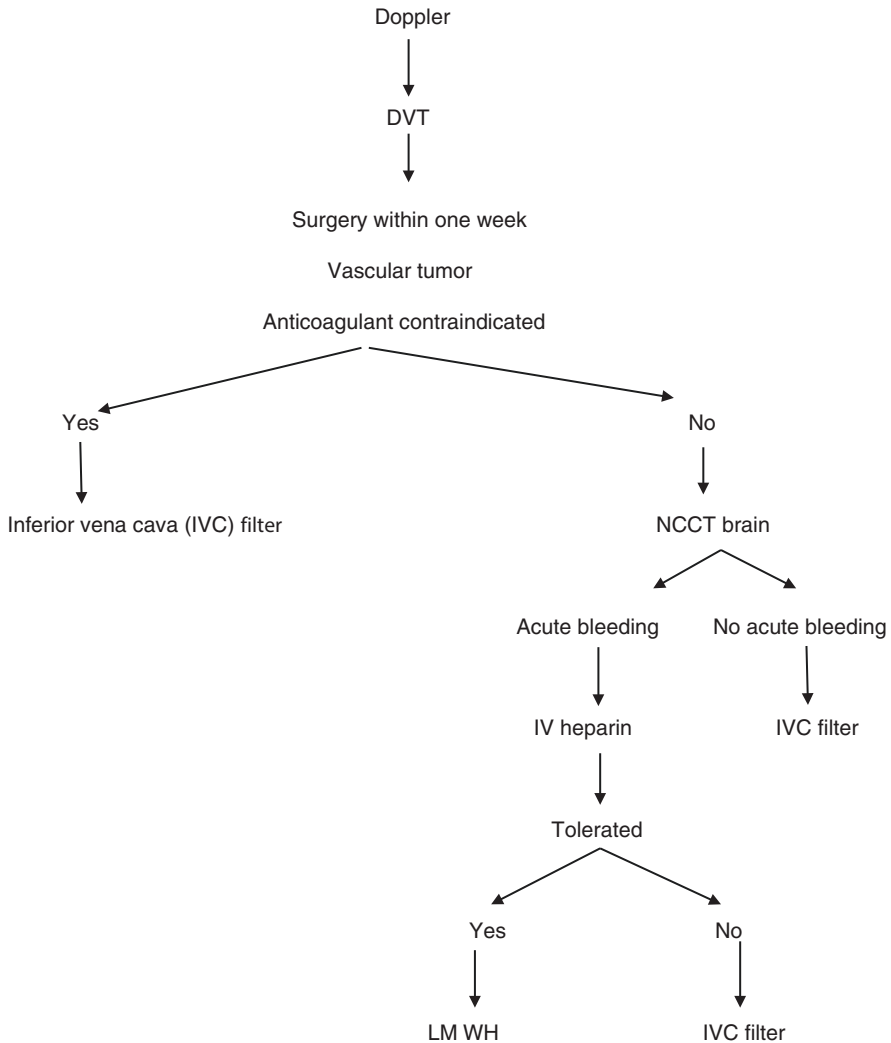 Doppler
DVT
Surgery within one week
Vascular tumor
Anticoagulant contraindicated
Yes
No
Inferior vena cava (IVC) filter
NCCT brain
Acute bleeding
No acute bleeding
IV heparin
IVC filter
Tolerated
Yes
No
LM WH
IVC filter